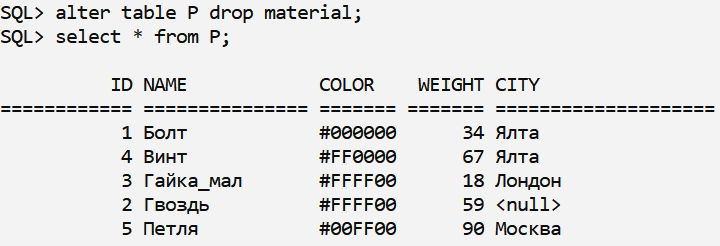 SQL> alter table P drop material;
SQL> select * from P;
ID NAME COLOR WEIGHT CITY
============ =============== ======= ======= ====================
1 Болт #000000 34 Ялта
4 Винт #FF0000 67 Ялта
3 Гайка_мал #FFFF00 18 Лондон
2 Гвоздь #FFFF00 59 <null>
5 Петля #00FF00 90 Москва